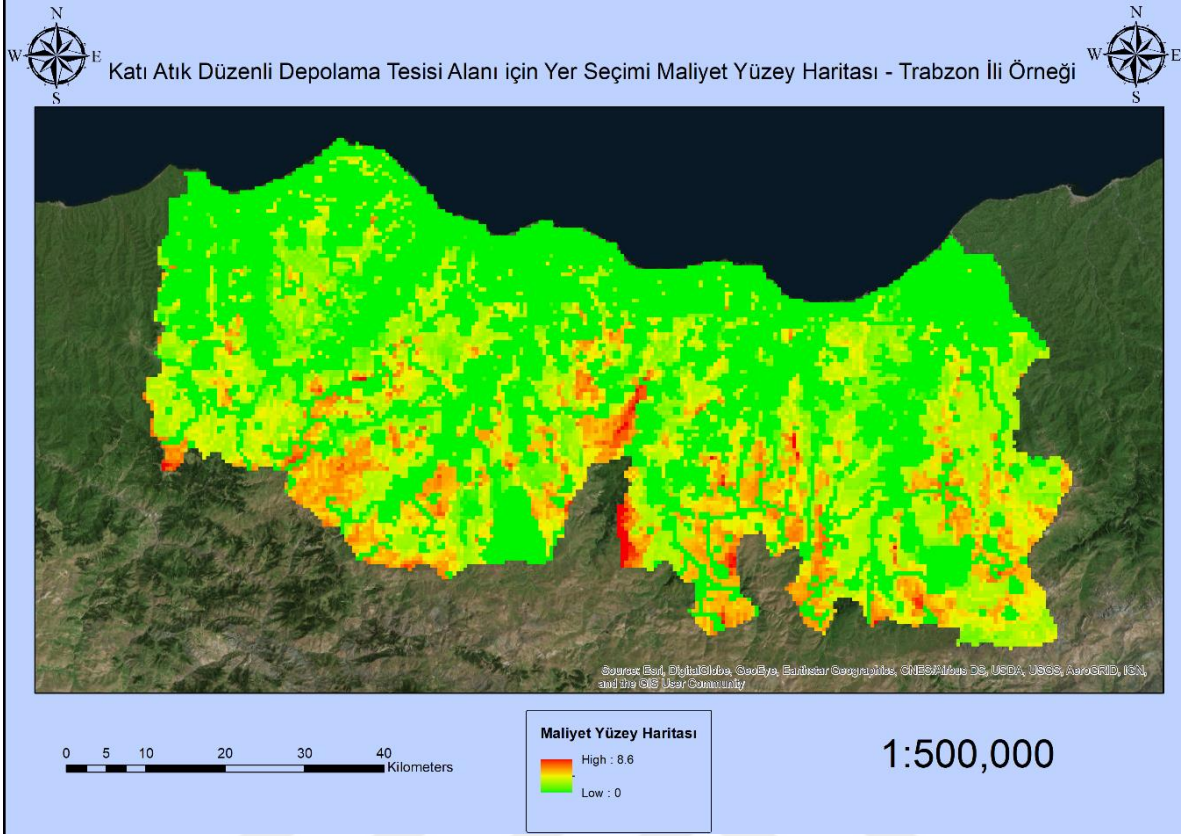 N
W E
S
N
W E
S
Katı Atık Düzenli Depolama Tesisi Alanı için Yer Seçimi Maliyet Yüzey Haritası - Trabzon İli Örneği
Source: Esri, DigitalGlobe, GeoEye, Earthstar Geographics, CNES/Airbus DS, USDA, USGS, AeroGRID, IGN,
and the GIS User Community
0 5 10 20 30 40
Kilometers
Maliyet Yüzey Haritası
High : 8.6
Low : 0
1:500,000